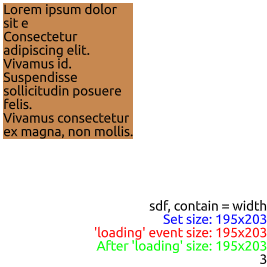 Lorem ipsum dolor
sit e
Consectetur
adipiscing elit.
Vivamus id.
Suspendisse
sollicitudin posuere
felis.
Vivamus consectetur
ex magna, non mollis.
sdf, contain = width
Set size: 195x203
'loading' event size: 195x203
After 'loading' size: 195x203
3